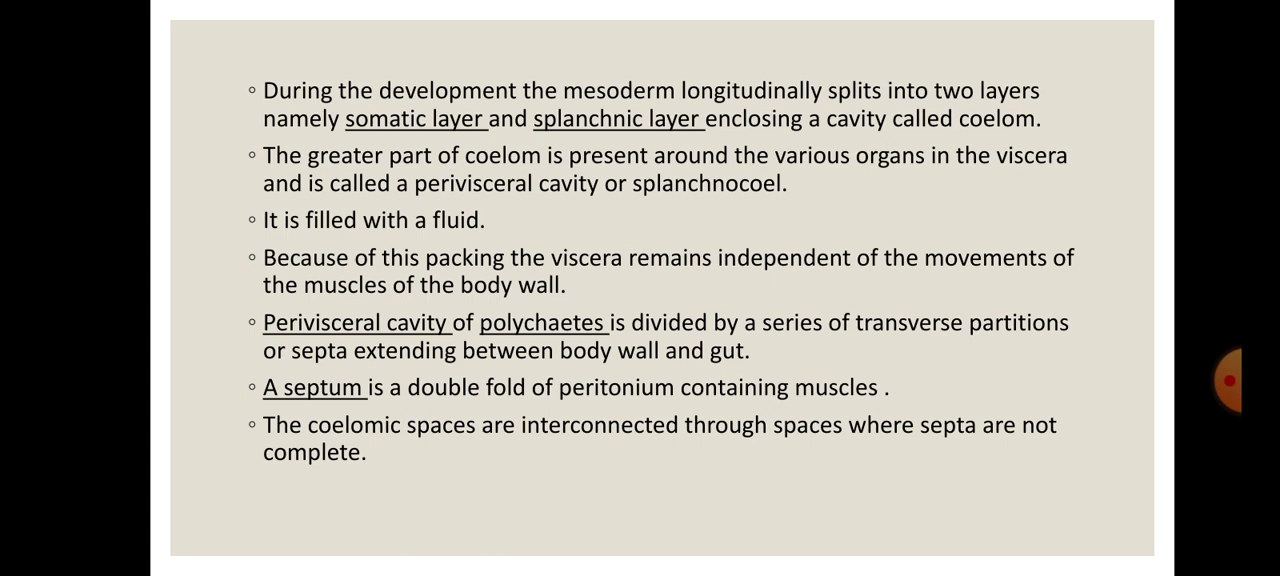 ◦ During the development the mesoderm longitudinally splits into two layers
namely somatic layer and splanchnic layer enclosing a cavity called coelom.
◦ The greater part of coelom is present around the various organs in the viscera
and is called a perivisceral cavity or splanchnocoel.
◦ It is filled with a fluid.
◦ Because of this packing the viscera remains independent of the movements of
the muscles of the body wall.
◦ Perivisceral cavity of polychaetes is divided by a series of transverse partitions
or septa extending between body wall and gut.
◦ A septum is a double fold of peritonium containing muscles .
◦ The coelomic spaces are interconnected through spaces where septa are not
complete.